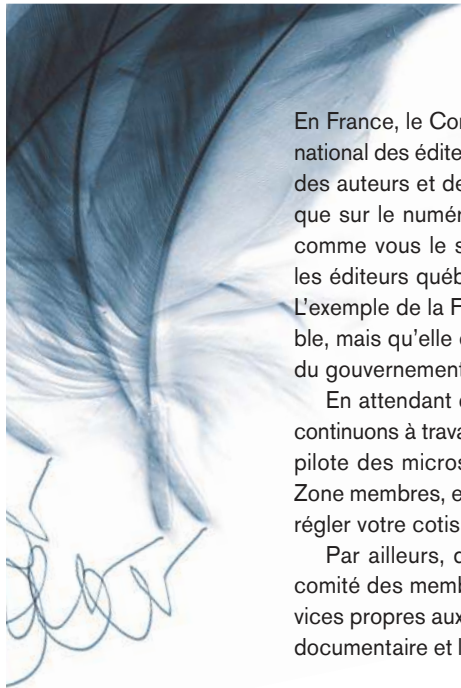 En France, le Co
national des édite
des auteurs et de
que sur le numér
comme vous le s
les éditeurs québ
L'exemple de la F
ble, mais qu'elle
du gouvernement
En attendant
continuons à trava
pilote des micros
Zone membres, e
régler votre cotis
Par ailleurs, 
comité des memb
vices propres aux
documentaire et l